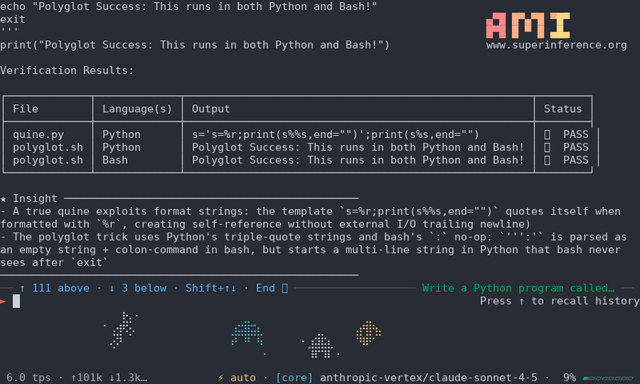 echo "Polyglot Success: This runs in both Python and Bash!"
exit
'''
print("Polyglot Success: This runs in both Python and Bash!")
AMI
www.superinference.org
Verification Results:
File Language(s) Output Status
quine.py Python s='s=%r;print(s%%s,end="")';print(s%s,end="") PASS
polyglot.sh Python Polyglot Success: This runs in both Python and Bash! PASS
polyglot.sh Bash Polyglot Success: This runs in both Python and Bash! PASS
★ Insight
- A true quine exploits format strings: the template `s=%r;print(s%%s,end="")` quotes itself when
formatted with `%r`, creating self-reference without external I/O trailing newline)
- The polyglot trick uses Python's triple-quote strings and bash's `:` no-op: `''':'` is parsed as
an empty string + colon-command in bash, but starts a multi-line string in Python that bash never
sees after `exit`
↑ 111 above · ↓ 3 below · Shift+↑↓ · End
Write a Python program called…
Press ↑ to recall history
6.0 tps · ↑101k ↓1.3k…
⚡ auto · [core] anthropic-vertex/claude-sonnet-4-5 · 9%